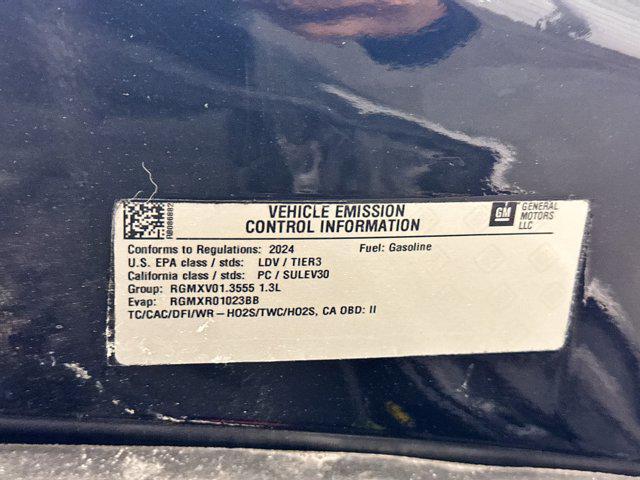 VEHICLE EMISSION
CONTROL INFORMATION
GM GENERAL MOTORS LLC
Conforms to Regulations: 2024 Fuel: Gasoline
U.S. EPA class / stds: LDV / TIER3
California class / stds: PC / SULEV30
Group: RGMXV01.3555 1.3L
Evap: RGMXR01023BB
TC/CAC/DFI/WR-HO2S/TWC/HO2S, CA OBD: II